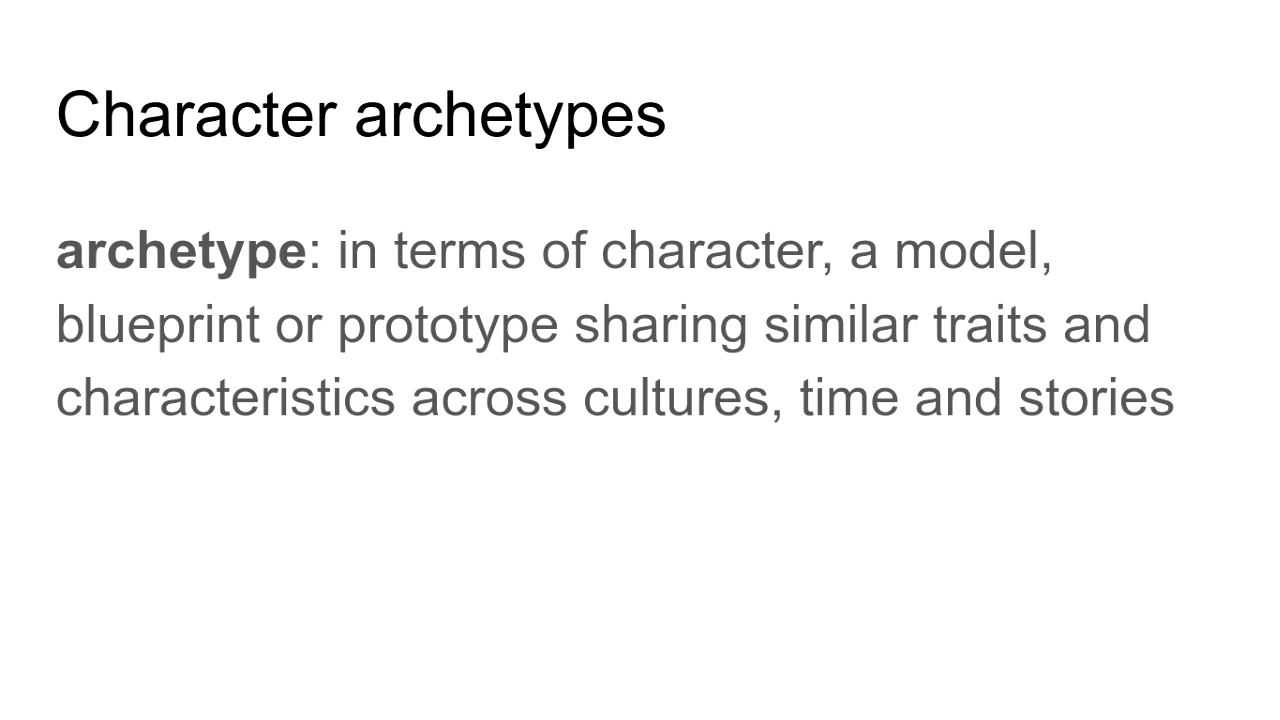 Character archetypes
archetype: in terms of character, a model,
blueprint or prototype sharing similar traits and
characteristics across cultures, time and stories